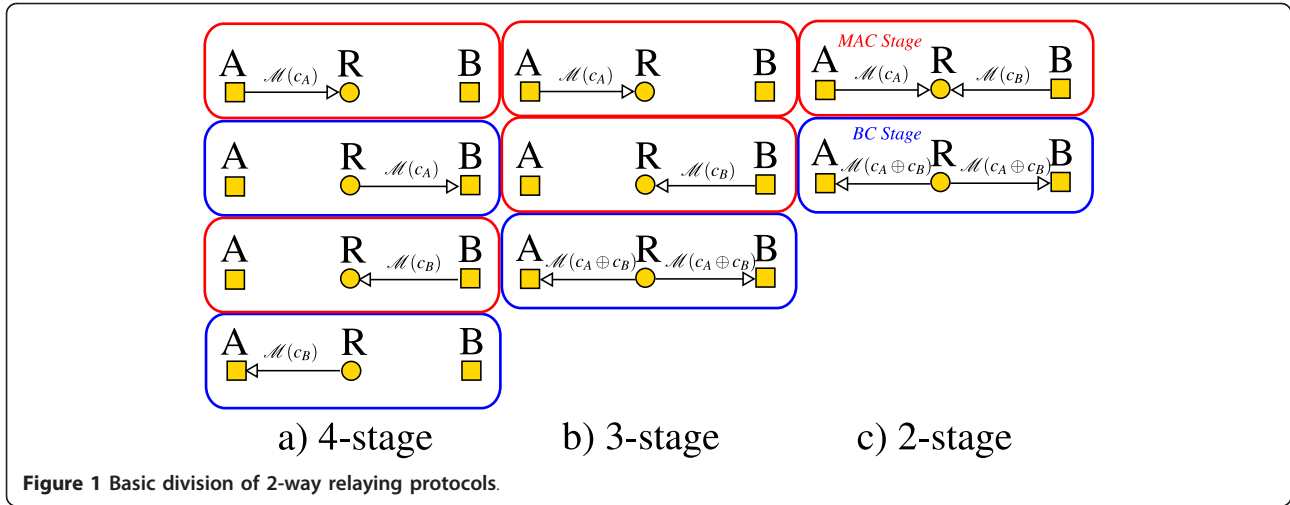 A R B
ℳ(c_A)
A R B
ℳ(c_A)
A R B
ℳ(c_B)
A R B
ℳ(c_B)
a) 4-stage
A R B
ℳ(c_A)
A R B
ℳ(c_B)
A R B
ℳ(c_A⊕c_B) ℳ(c_A⊕c_B)
b) 3-stage
MAC Stage
A R B
ℳ(c_A) ℳ(c_B)
BC Stage
A R B
ℳ(c_A⊕c_B) ℳ(c_A⊕c_B)
c) 2-stage
Figure 1 Basic division of 2-way relaying protocols.